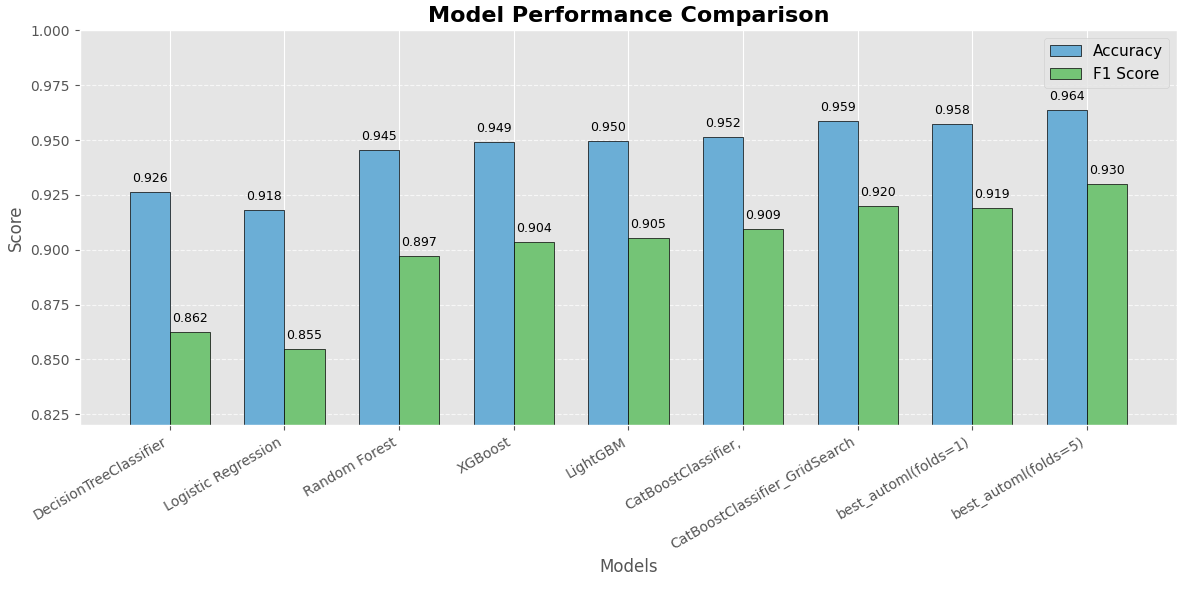 Model Performance Comparison
Accuracy
F1 Score
Score
1.000
0.975
0.950
0.925
0.900
0.875
0.850
0.825
0.926
0.862
0.918
0.855
0.945
0.897
0.949
0.904
0.950
0.905
0.952
0.909
0.959
0.920
0.958
0.919
0.964
0.930
DecisionTreeClassifier
Logistic Regression
Random Forest
XGBoost
LightGBM
CatBoostClassifier,
CatBoostClassifier_GridSearch
best_automl(folds=1)
best_automl(folds=5)
Models